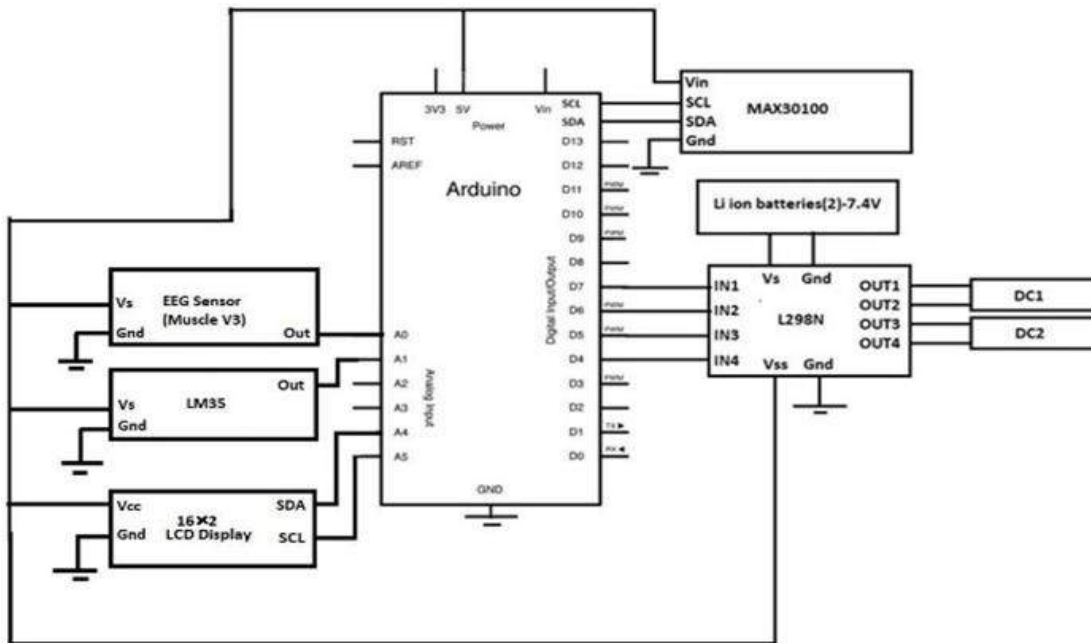 3V3 5V Vin
Power
RST
AREF
Arduino
SCL
SDA
D13
D12
D11 PWM
D10 PWM
D9 PWM
D8
D7
D6 PWM
D5 PWM
D4
D3 PWM
D2
D1 TX ▶
D0 RX ◀
Digital Input/Output
A0
A1
A2
A3
A4
A5
Analog Input
GND
Vin
SCL
SDA
Gnd
MAX30100
Li ion batteries(2)-7.4V
Vs Gnd
IN1
IN2
IN3
IN4
L298N
OUT1
OUT2
OUT3
OUT4
Vss Gnd
DC1
DC2
Vs
EEG Sensor
(Muscle V3)
Gnd
Out
Out
LM35
Vs
Gnd
Vcc
Gnd
16×2
LCD Display
SDA
SCL